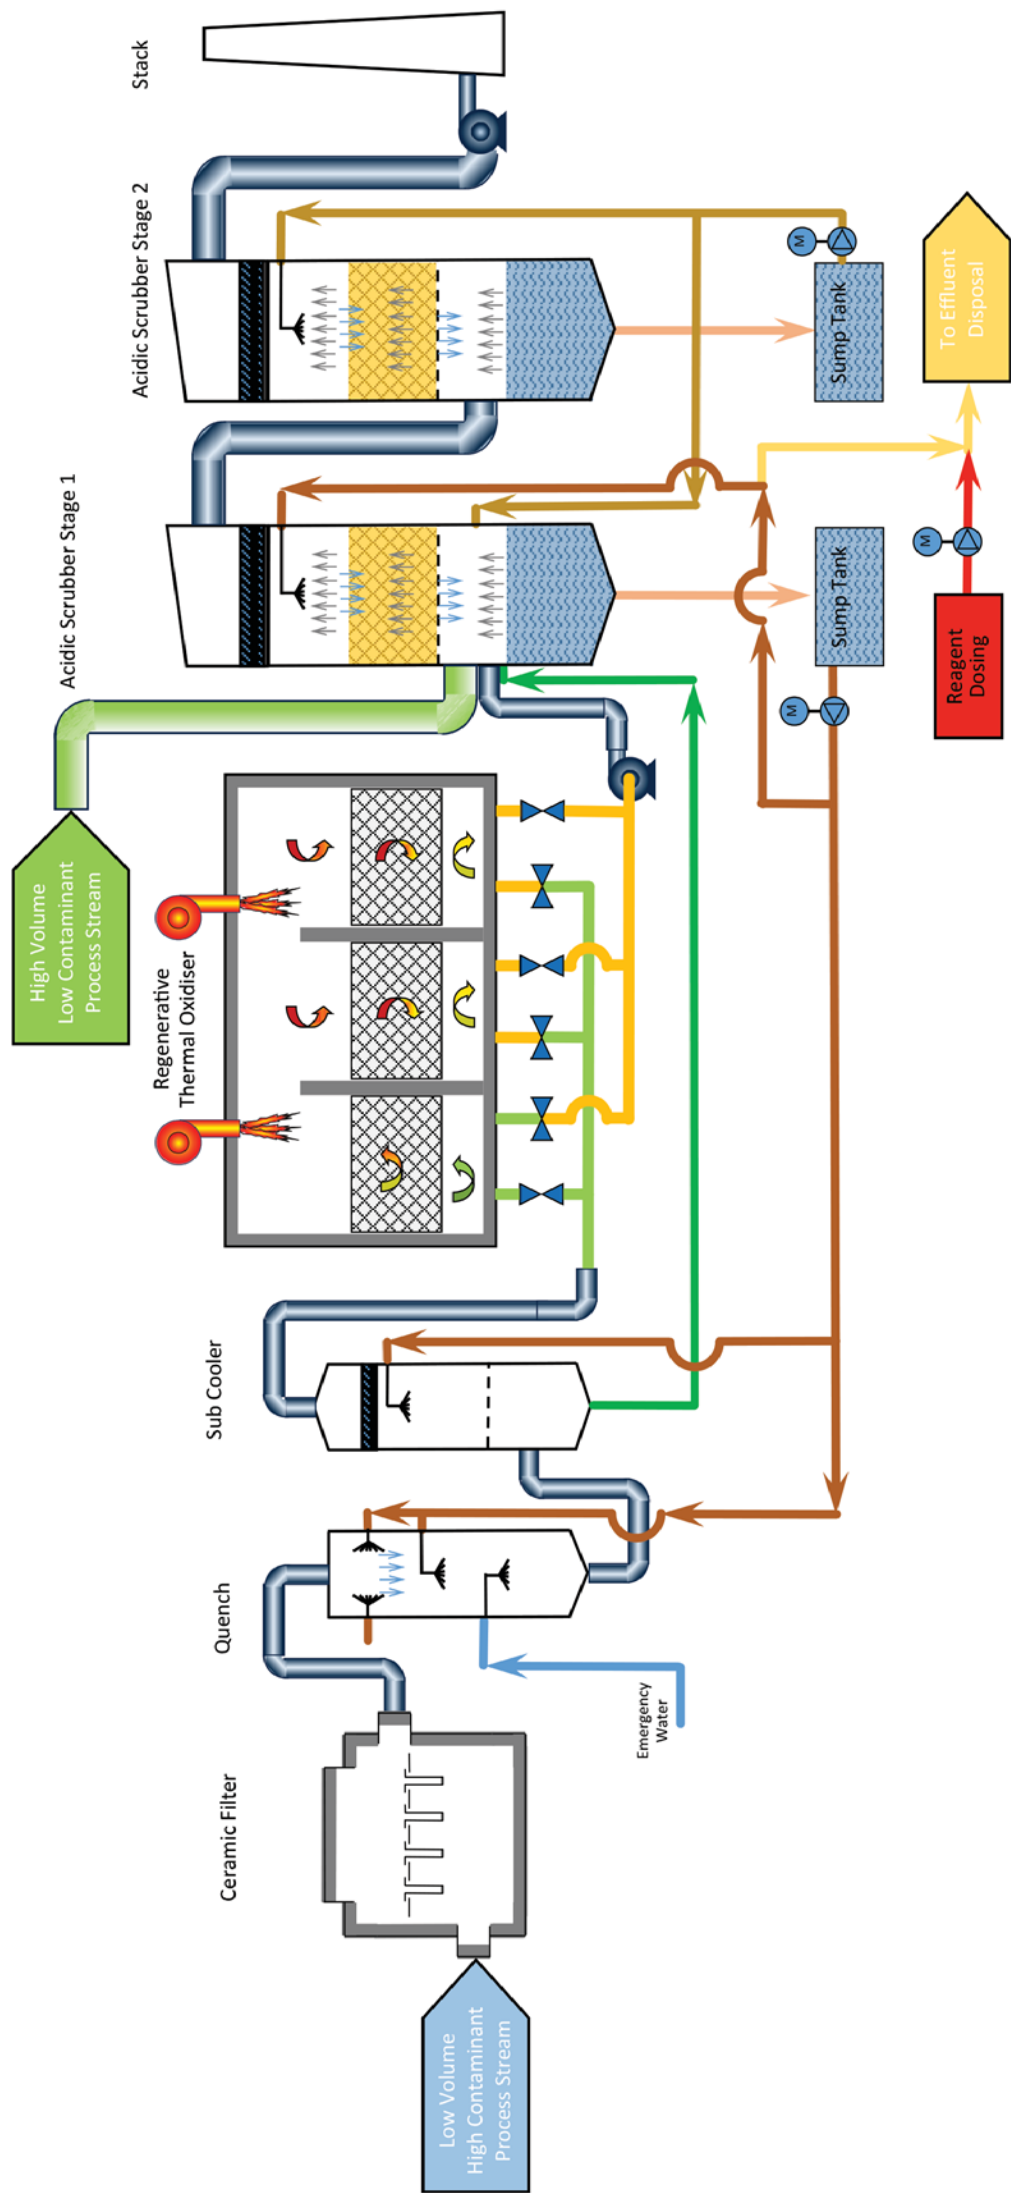 Low Volume
High Contaminant
Process Stream
Ceramic Filter
Quench
Emergency
Water
Sub Cooler
Regenerative
Thermal Oxidiser
High Volume
Low Contaminant
Process Stream
Acidic Scrubber Stage 1
Acidic Scrubber Stage 2
Stack
M
Sump Tank
M
Sump Tank
Reagent
Dosing
M
To Effluent
Disposal